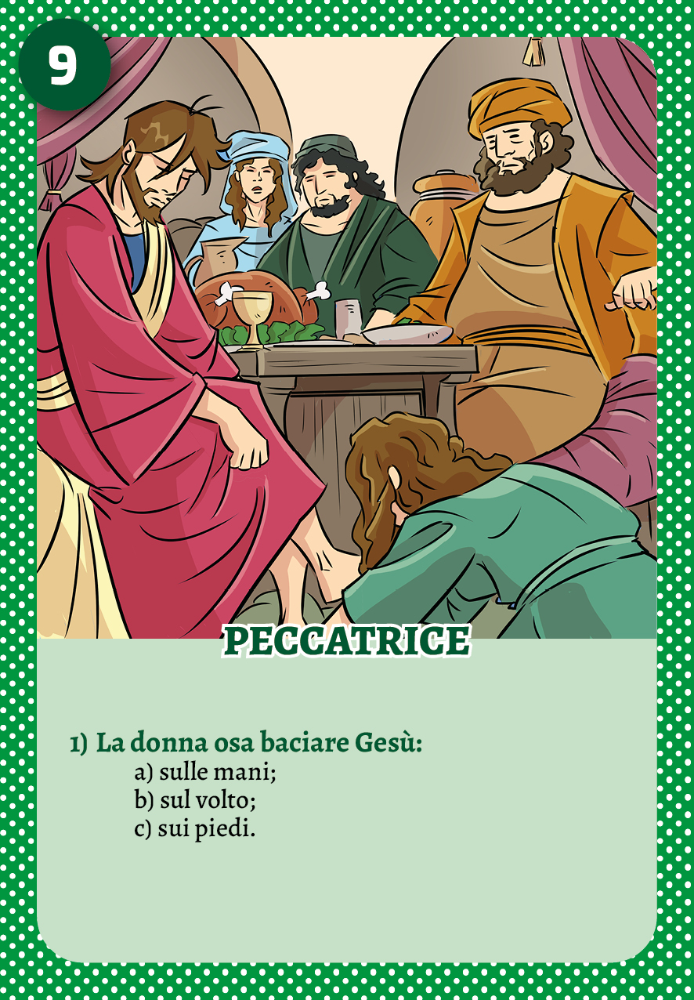 9
PECCATRICE
1) La donna osa baciare Gesù:
a) sulle mani;
b) sul volto;
c) sui piedi.